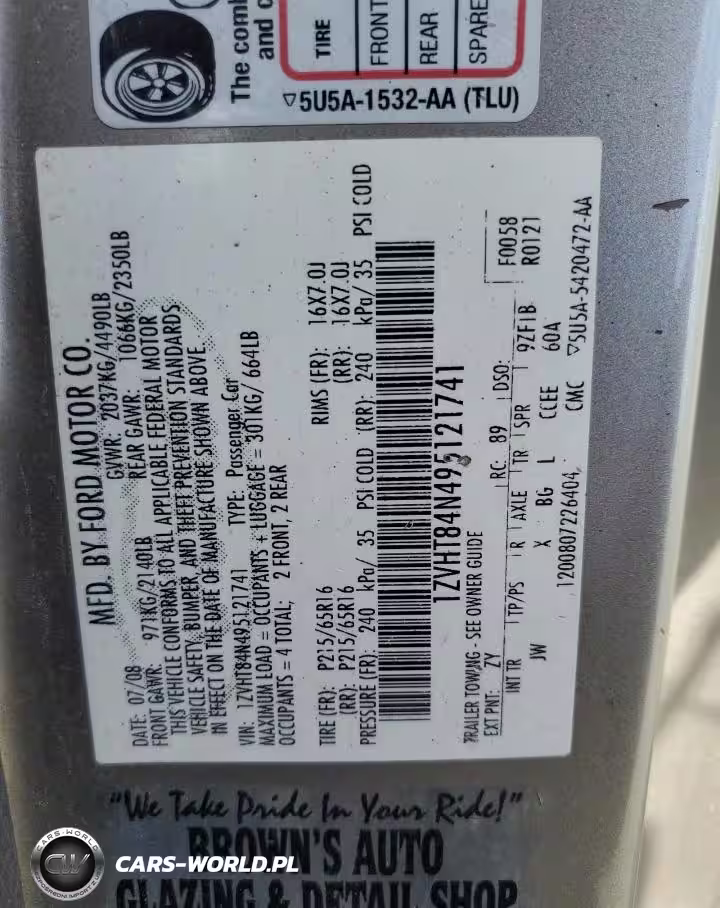 The comb
and c
TIRE
FRONT
REAR
SPARE
▽5U5A-1532-AA (TLU)
MFD. BY FORD MOTOR CO.
DATE: 07/08 GVWR: 2037KG/4490LB
FRONT GAWR: 971KG/2140LB REAR GAWR: 1066KG/2350LB
THIS VEHICLE CONFORMS TO ALL APPLICABLE FEDERAL MOTOR
VEHICLE SAFETY, BUMPER, AND THEFT PREVENTION STANDARDS
IN EFFECT ON THE DATE OF MANUFACTURE SHOWN ABOVE.
VIN: 1ZVHT84N495121741 TYPE: Passenger Car
MAXIMUM LOAD = OCCUPANTS + LUGGAGE = 301KG/ 664LB
OCCUPANTS = 4 TOTAL: 2 FRONT, 2 REAR
TIRE (FR): P215/65R16 RIMS (FR): 16X7.0J
(RR): P215/65R16 (RR): 16X7.0J
PRESSURE (FR): 240 kPa/ 35 PSI COLD (RR): 240 kPa/ 35 PSI COLD
1ZVHT84N495121741
TRAILER TOWING - SEE OWNER GUIDE
F0058
R0121
EXT PNT: ZY RC: 89 DSO:
INT TR TP/PS R AXLE TR SPR 9ZF1B
JW X BG L CCEE 60A
1200807226404, CMC ▽5U5A-5420472-AA
"We Take Pride In Your Ride!"
BROWN'S AUTO
GLAZING & DETAIL SHOP
CARS-WORLD
CW
CARS-WORLD.PL